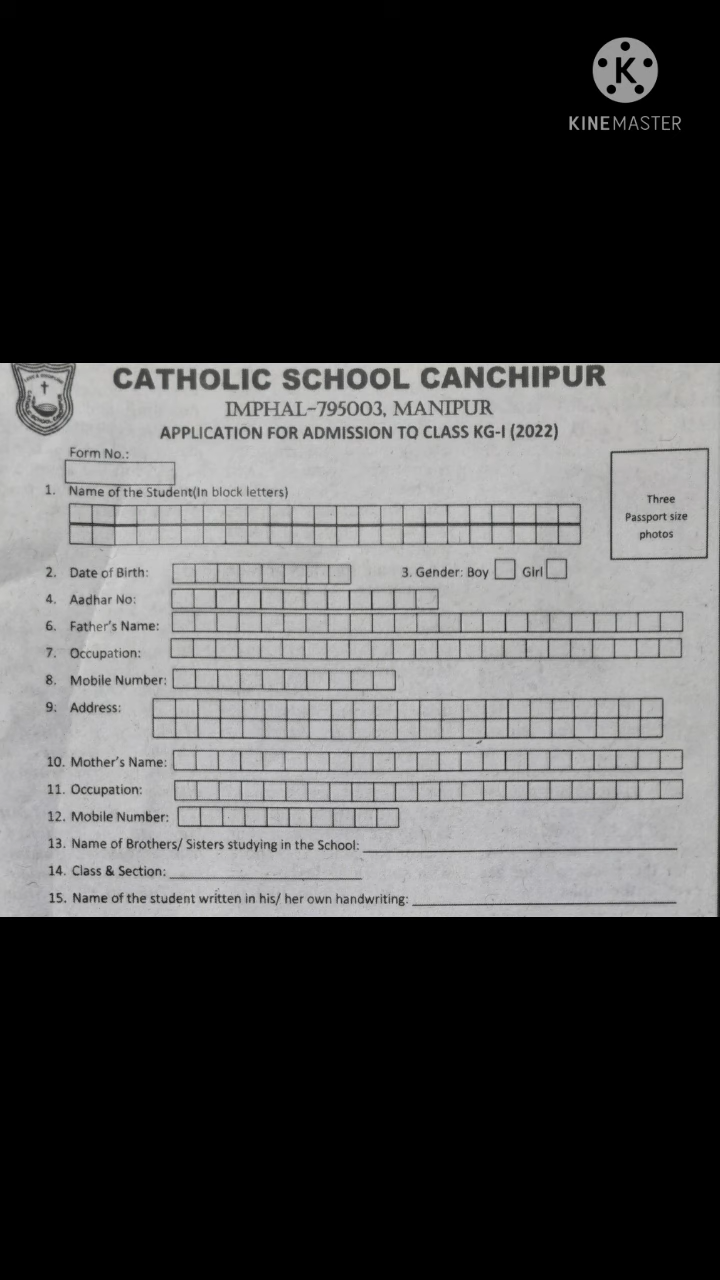 K
KINEMASTER
CATHOLIC SCHOOL CANCHIPUR
IMPHAL-795003, MANIPUR
APPLICATION FOR ADMISSION TO CLASS KG-I (2022)
Form No.:
1. Name of the Student(In block letters)
Three
Passport size
photos
2. Date of Birth: 3. Gender: Boy Girl
4. Aadhar No:
6. Father's Name:
7. Occupation:
8. Mobile Number:
9: Address:
10. Mother's Name:
11. Occupation:
12. Mobile Number:
13. Name of Brothers/ Sisters studying in the School:
14. Class & Section:
15. Name of the student written in his/ her own handwriting: